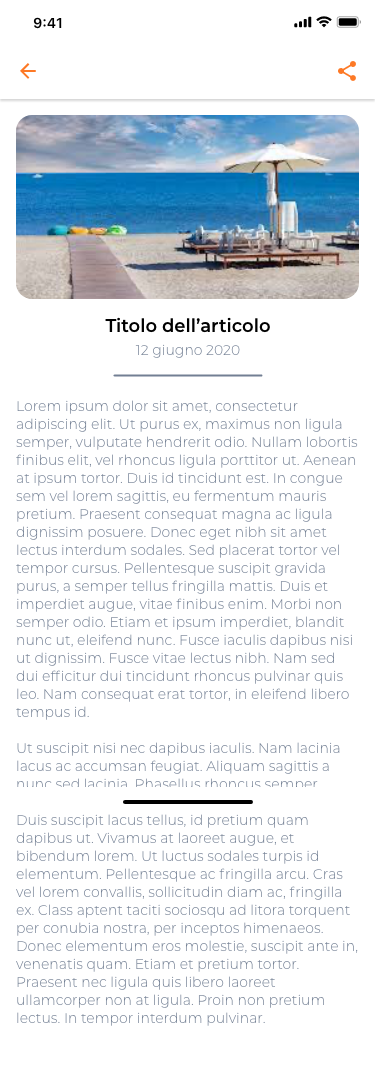 9:41
Titolo dell'articolo
12 giugno 2020
Lorem ipsum dolor sit amet, consectetur
adipiscing elit. Ut purus ex, maximus non ligula
semper, vulputate hendrerit odio. Nullam lobortis
finibus elit, vel rhoncus ligula porttitor ut. Aenean
at ipsum tortor. Duis id tincidunt est. In congue
sem vel lorem sagittis, eu fermentum mauris
pretium. Praesent consequat magna ac ligula
dignissim posuere. Donec eget nibh sit amet
lectus interdum sodales. Sed placerat tortor vel
tempor cursus. Pellentesque suscipit gravida
purus, a semper tellus fringilla mattis. Duis et
imperdiet augue, vitae finibus enim. Morbi non
semper odio. Etiam et ipsum imperdiet, blandit
nunc ut, eleifend nunc. Fusce iaculis dapibus nisi
ut dignissim. Fusce vitae lectus nibh. Nam sed
dui efficitur dui tincidunt rhoncus pulvinar quis
leo. Nam consequat erat tortor, in eleifend libero
tempus id.
Ut suscipit nisi nec dapibus iaculis. Nam lacinia
lacus ac accumsan feugiat. Aliquam sagittis a
nunc sed lacinia. Phasellus rhoncus semper
Duis suscipit lacus tellus, id pretium quam
dapibus ut. Vivamus at laoreet augue, et
bibendum lorem. Ut luctus sodales turpis id
elementum. Pellentesque ac fringilla arcu. Cras
vel lorem convallis, sollicitudin diam ac, fringilla
ex. Class aptent taciti sociosqu ad litora torquent
per conubia nostra, per inceptos himenaeos.
Donec elementum eros molestie, suscipit ante in,
venenatis quam. Etiam et pretium tortor.
Praesent nec ligula quis libero laoreet
ullamcorper non at ligula. Proin non pretium
lectus. In tempor interdum pulvinar.